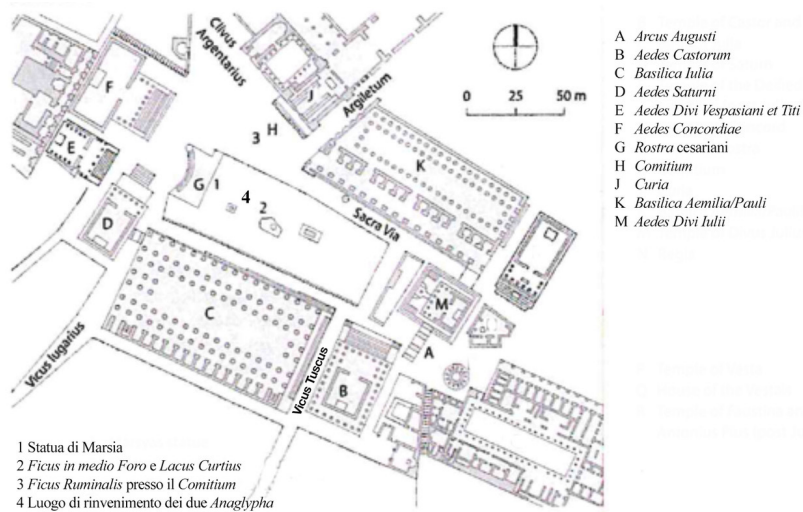 Clivus
Argentarius
Argiletum
0 25 50 m
F
J
H
3
E
K
G 1
4
2
Sacra Via
D
C
M
A
B
Vicus Iugarius
Vicus Tuscus
A Arcus Augusti
B Aedes Castorum
C Basilica Iulia
D Aedes Saturni
E Aedes Divi Vespasiani et Titi
F Aedes Concordiae
G Rostra cesariani
H Comitium
J Curia
K Basilica Aemilia/Pauli
M Aedes Divi Iulii
1 Statua di Marsia
2 Ficus in medio Foro e Lacus Curtius
3 Ficus Ruminalis presso il Comitium
4 Luogo di rinvenimento dei due Anaglypha